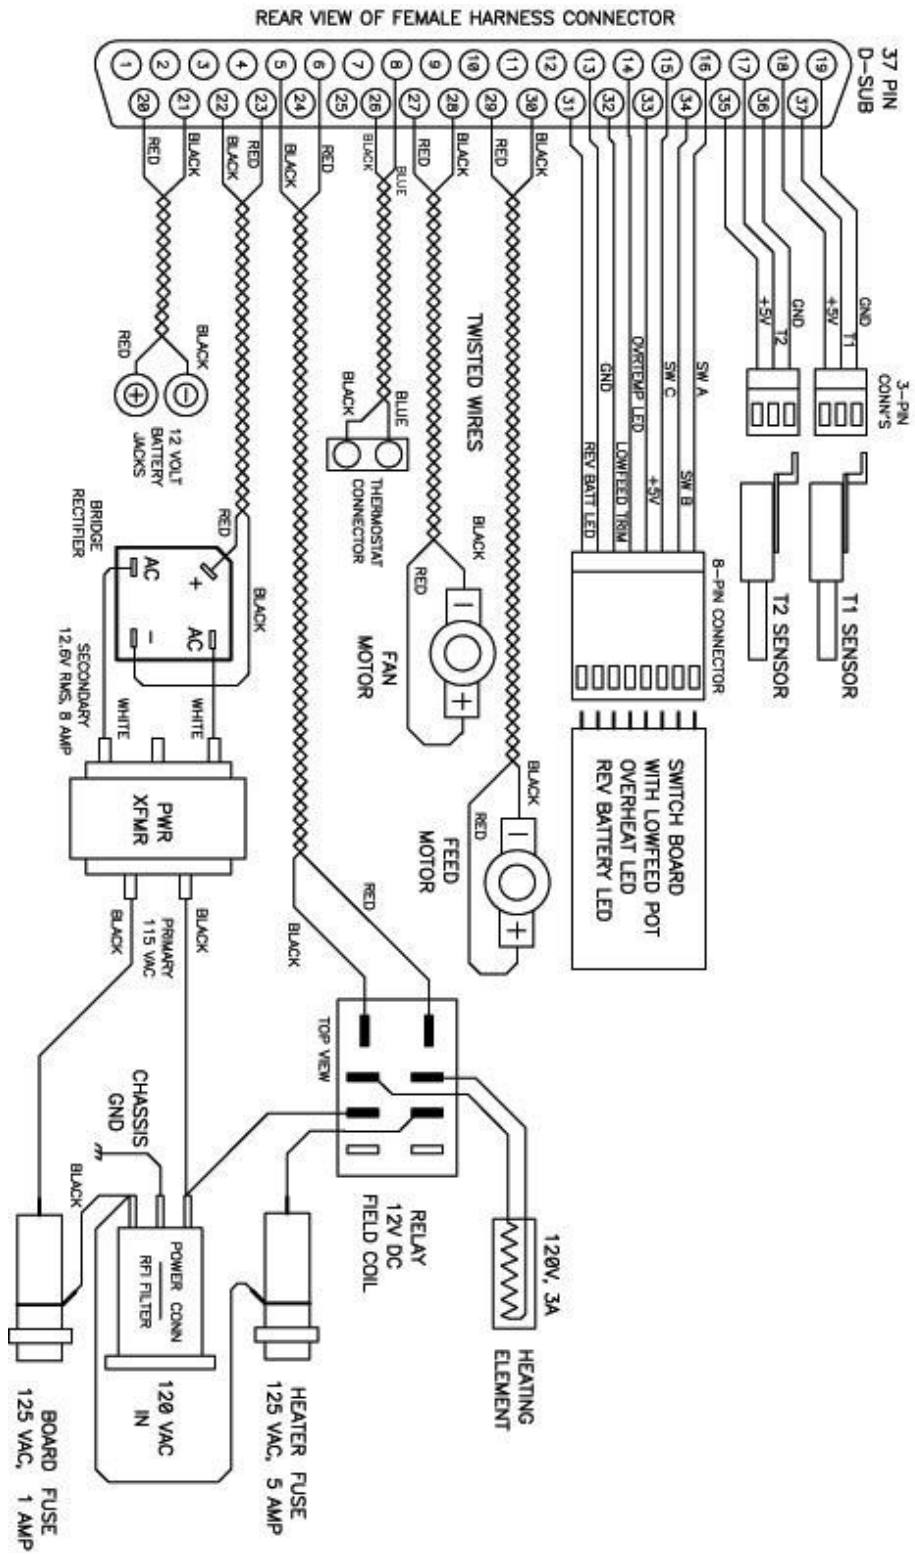 REAR VIEW OF FEMALE HARNESS CONNECTOR
37 PIN
D-SUB
1
2
3
4
5
6
7
8
9
10
11
12
13
14
15
16
17
18
19
20
21
22
23
24
25
26
27
28
29
30
31
32
33
34
35
36
37
RED
BLACK
BLACK
RED
BLACK
RED
BLACK
BLUE
RED
BLACK
RED
BLACK
GND
T1
+5V
GND
T2
+5V
3-PIN
CONN'S
T1 SENSOR
T2 SENSOR
SW A
SW B
SW C
+5V
OVRTEMP LED
LOWFEED TRIM
GND
REV BATT LED
8-PIN CONNECTOR
SWITCH BOARD
WITH LOWFEED POT
OVERHEAT LED
REV BATTERY LED
TWISTED WIRES
BLACK
RED
FEED
MOTOR
BLACK
RED
FAN
MOTOR
BLUE
BLACK
THERMOSTAT
CONNECTOR
BLACK
RED
12 VOLT
BATTERY
JACKS
RED
BLACK
BRIDGE
RECTIFIER
AC
+
AC
-
WHITE
WHITE
SECONDARY
12.6V RMS, 8 AMP
PWR
XFMR
BLACK
BLACK
PRIMARY
115 VAC
RED
BLACK
TOP VIEW
RELAY
12V DC
FIELD COIL
120V, 3A
HEATING
ELEMENT
CHASSIS
GND
BLACK
POWER CONN
RFI FILTER
120 VAC
IN
HEATER FUSE
125 VAC, 5 AMP
BOARD FUSE
125 VAC, 1 AMP